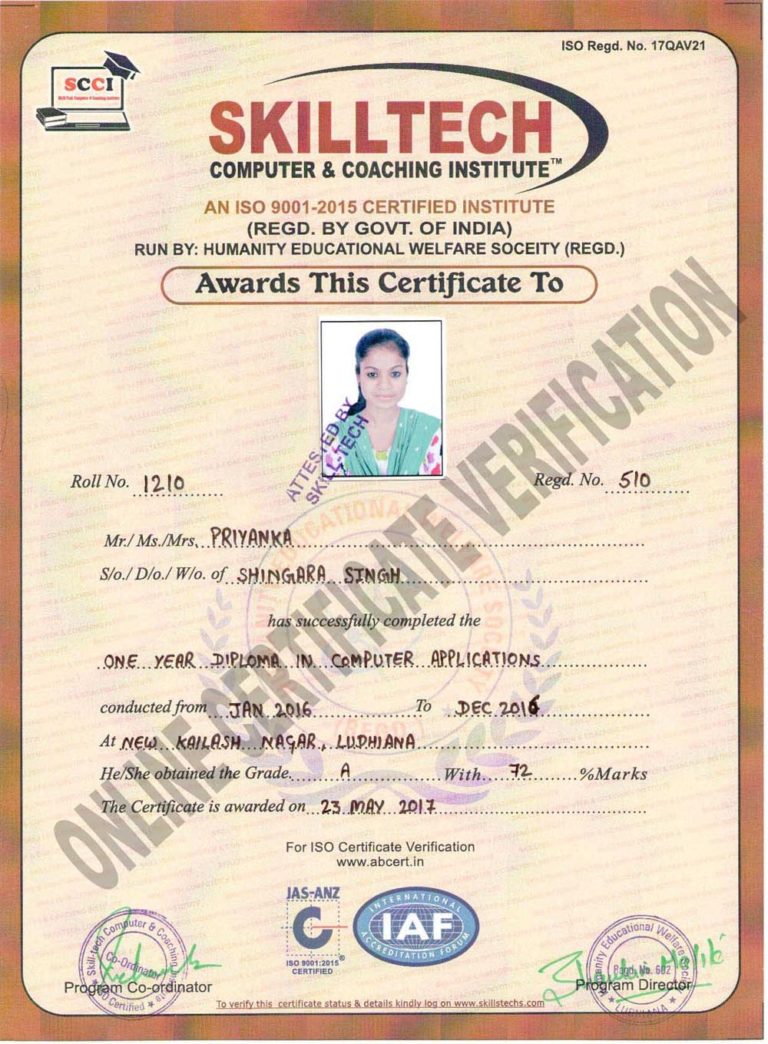 ISO Regd. No. 17QAV21
SCCI
SKILLTECH
COMPUTER & COACHING INSTITUTE™
AN ISO 9001-2015 CERTIFIED INSTITUTE
(REGD. BY GOVT. OF INDIA)
RUN BY: HUMANITY EDUCATIONAL WELFARE SOCEITY (REGD.)
Awards This Certificate To
ATTESTED BY
SKILL-TECH
Roll No. 1210 Regd. No. 510
Mr./ Ms./Mrs. PRIYANKA
S/o./ D/o./ W/o. of SHINGARA SINGH
has successfully completed the
ONE YEAR DIPLOMA IN COMPUTER APPLICATIONS
conducted from JAN 2016 To DEC 2016
At NEW KAILASH NAGAR, LUDHIANA
He/She obtained the Grade. A With 72 %Marks
The Certificate is awarded on 23 MAY 2017
ONLINE CERTIFICATE VERIFICATION
For ISO Certificate Verification
www.abcert.in
JAS-ANZ
C
ISO 9001:2015
CERTIFIED
INTERNATIONAL
IAF
ACCREDITATION FORUM
Skill-tech Computer & Coaching
Co-Ordinator
ISO Certified
Program Co-ordinator
Humanity Educational Welfare
Regd. No. 602
LUDHIANA
Program Director
To verify this certificate status & details kindly log on www.skillstechs.com